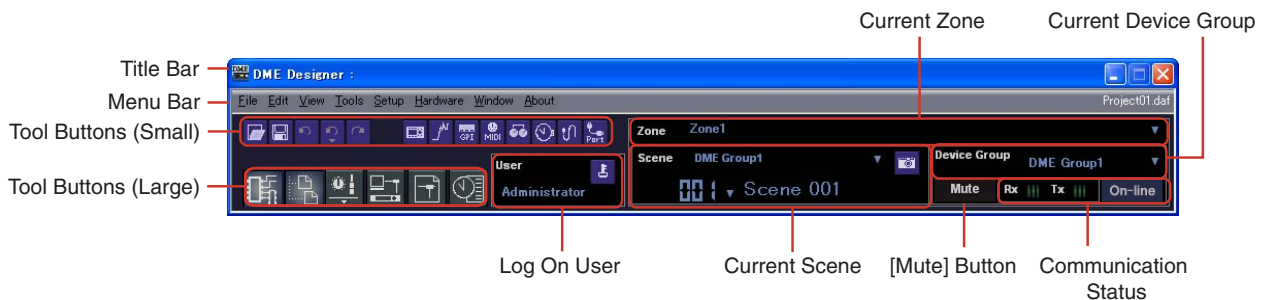 Current Zone
Current Device Group
Title Bar
DME Designer :
Menu Bar
File Edit View Tools Setup Hardware Window About
Project01.daf
Tool Buttons (Small)
GPI
MIDI
Port
Zone Zone1
Tool Buttons (Large)
User
Administrator
Scene DME Group1
001 Scene 001
Device Group DME Group1
Mute Rx Tx On-line
Log On User
Current Scene
[Mute] Button
Communication
Status